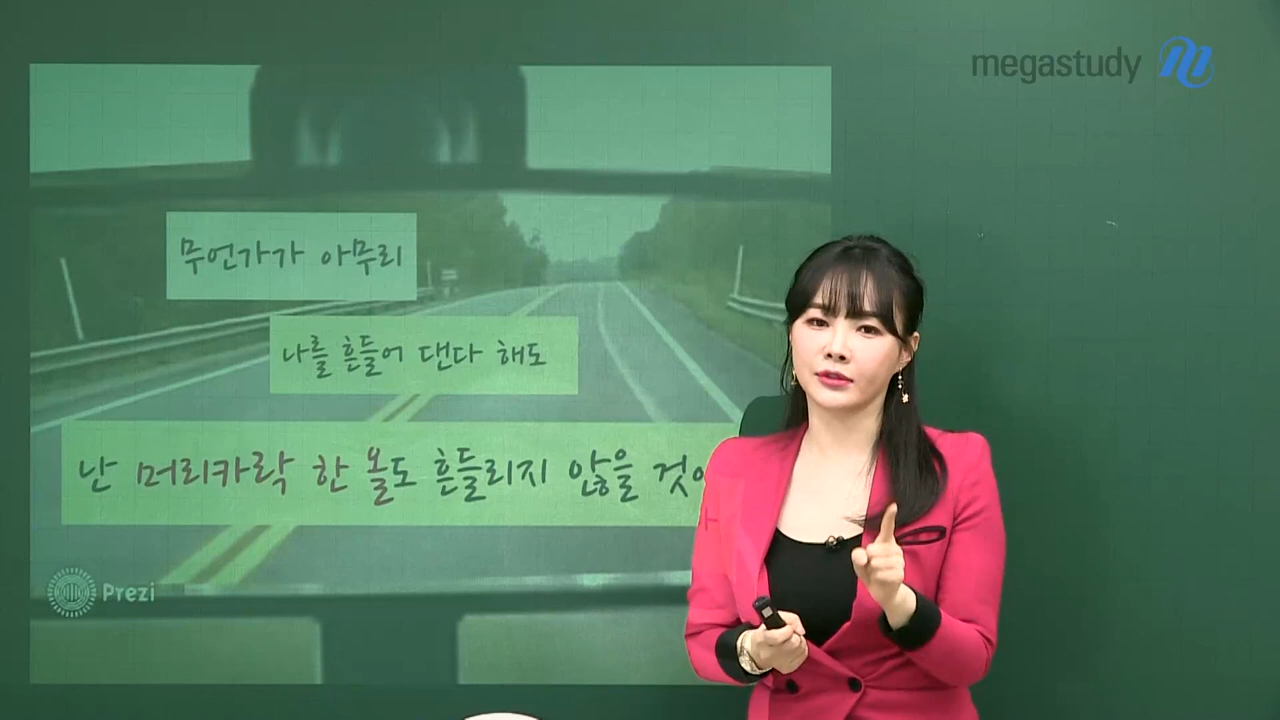 megastudy
무언가가 아무리
나를 흔들어 댄다 해도
난 머리카락 한 올도 흔들리지 않을
Prezi